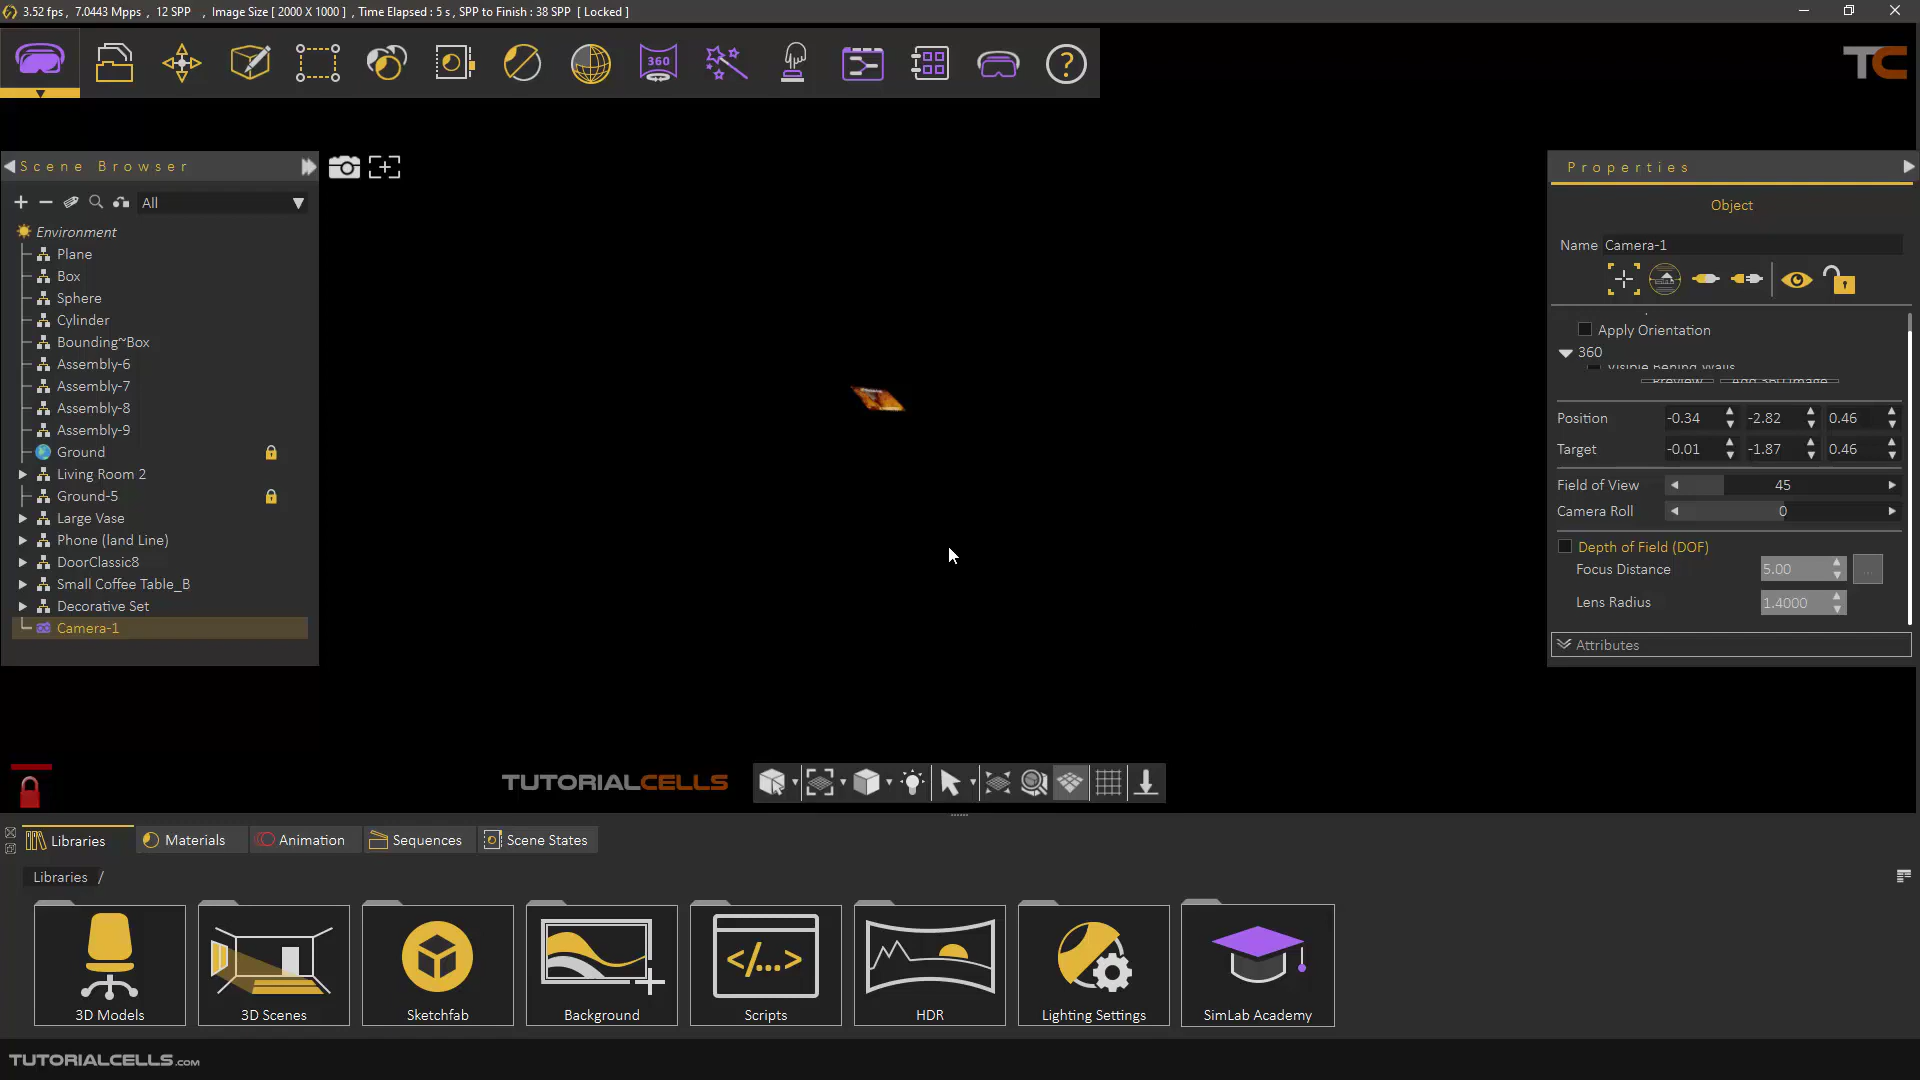 3.52 fps, 7.0443 Mpps, 12 SPP , Image Size [ 2000 X 1000 ] , Time Elapsed : 5 s , SPP to Finish : 38 SPP [ Locked ]
360
?
TC
Scene Browser
All
Environment
Plane
Box
Sphere
Cylinder
Bounding~Box
Assembly-6
Assembly-7
Assembly-8
Assembly-9
Ground
Living Room 2
Ground-5
Large Vase
Phone (land Line)
DoorClassic8
Small Coffee Table_B
Decorative Set
Camera-1
Properties
Object
Name Camera-1
Apply Orientation
360
Position -0.34 -2.82 0.46
Target -0.01 -1.87 0.46
Field of View 45
Camera Roll 0
Depth of Field (DOF)
Focus Distance 5.00 ...
Lens Radius 1.4000
Attributes
TUTORIALCELLS
Libraries Materials Animation Sequences Scene States
Libraries /
</...>
3D Models 3D Scenes Sketchfab Background Scripts HDR Lighting Settings SimLab Academy
TUTORIALCELLS.com